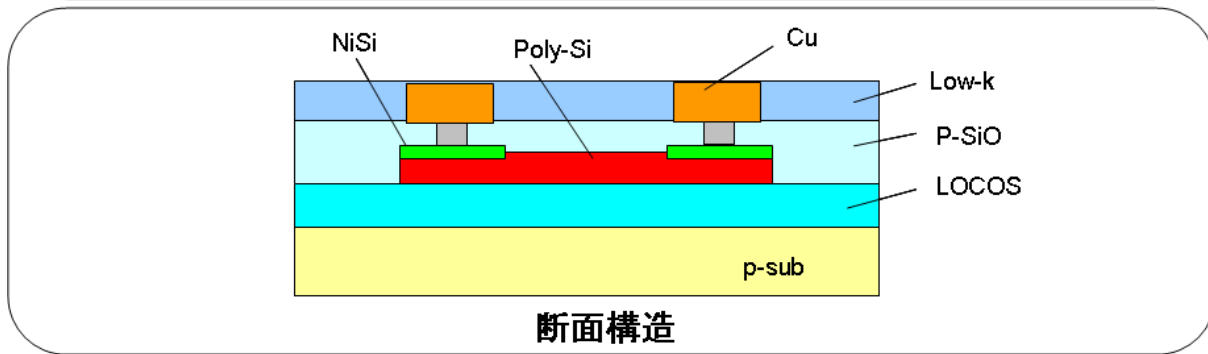 NiSi
Poly-Si
Cu
Low-k
P-SiO
LOCOS
p-sub
断面構造